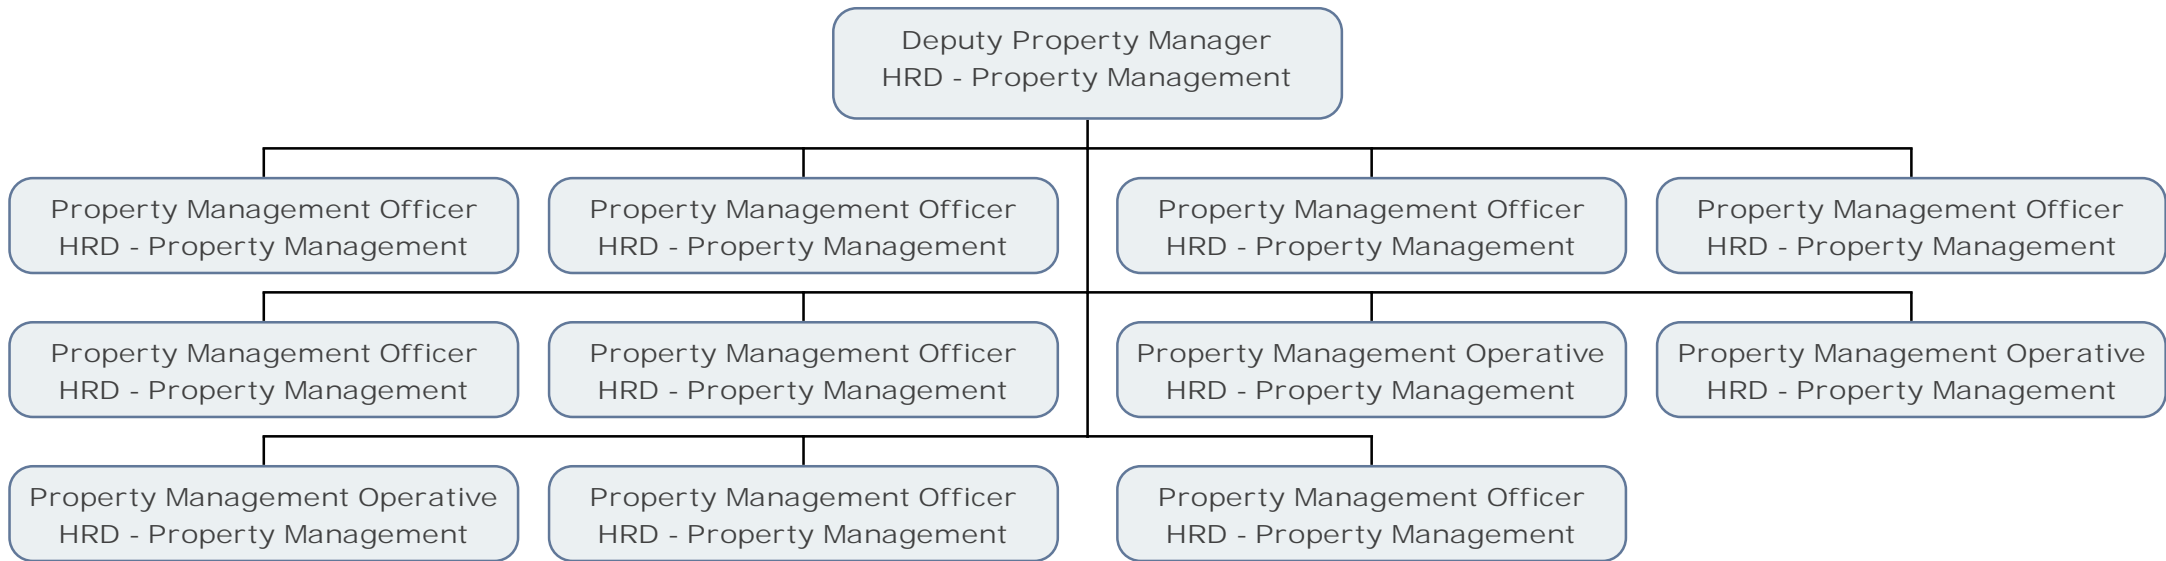 Deputy Property Manager
HRD - Property Management
Property Management Officer
HRD - Property Management
Property Management Officer
HRD - Property Management
Property Management Officer
HRD - Property Management
Property Management Officer
HRD - Property Management
Property Management Officer
HRD - Property Management
Property Management Officer
HRD - Property Management
Property Management Operative
HRD - Property Management
Property Management Operative
HRD - Property Management
Property Management Operative
HRD - Property Management
Property Management Officer
HRD - Property Management
Property Management Officer
HRD - Property Management